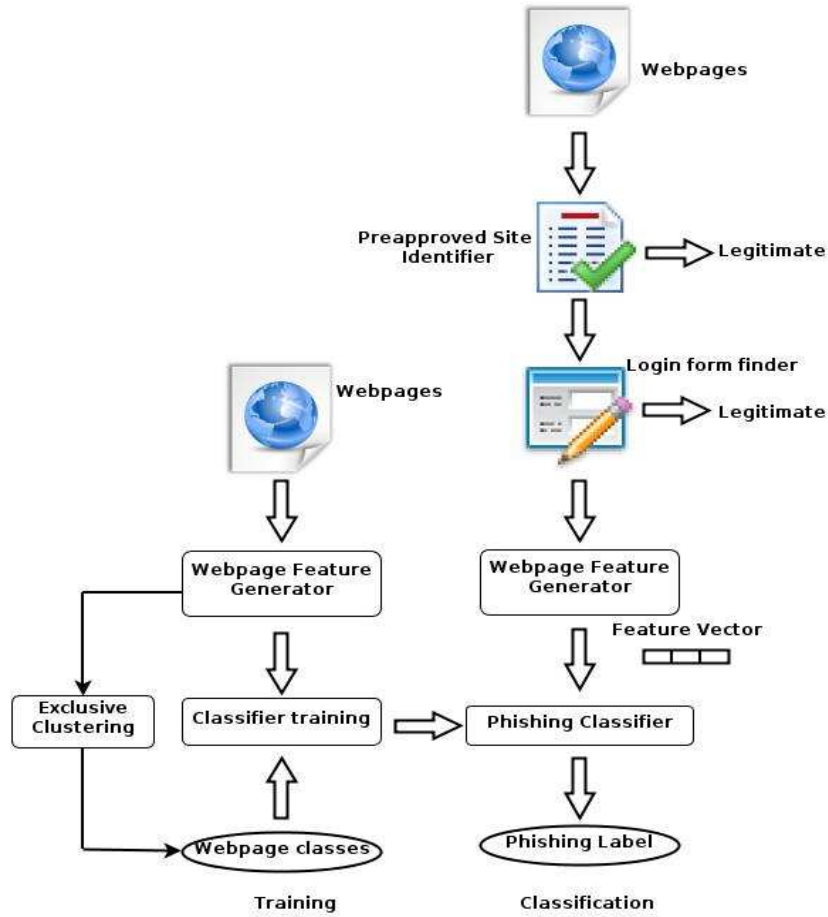 Webpages
Preapproved Site
Identifier
Legitimate
Login form finder
Legitimate
Webpages
Webpage Feature
Generator
Webpage Feature
Generator
Feature Vector
Exclusive
Clustering
Classifier training
Phishing Classifier
Webpage classes
Phishing Label
Training
Classification